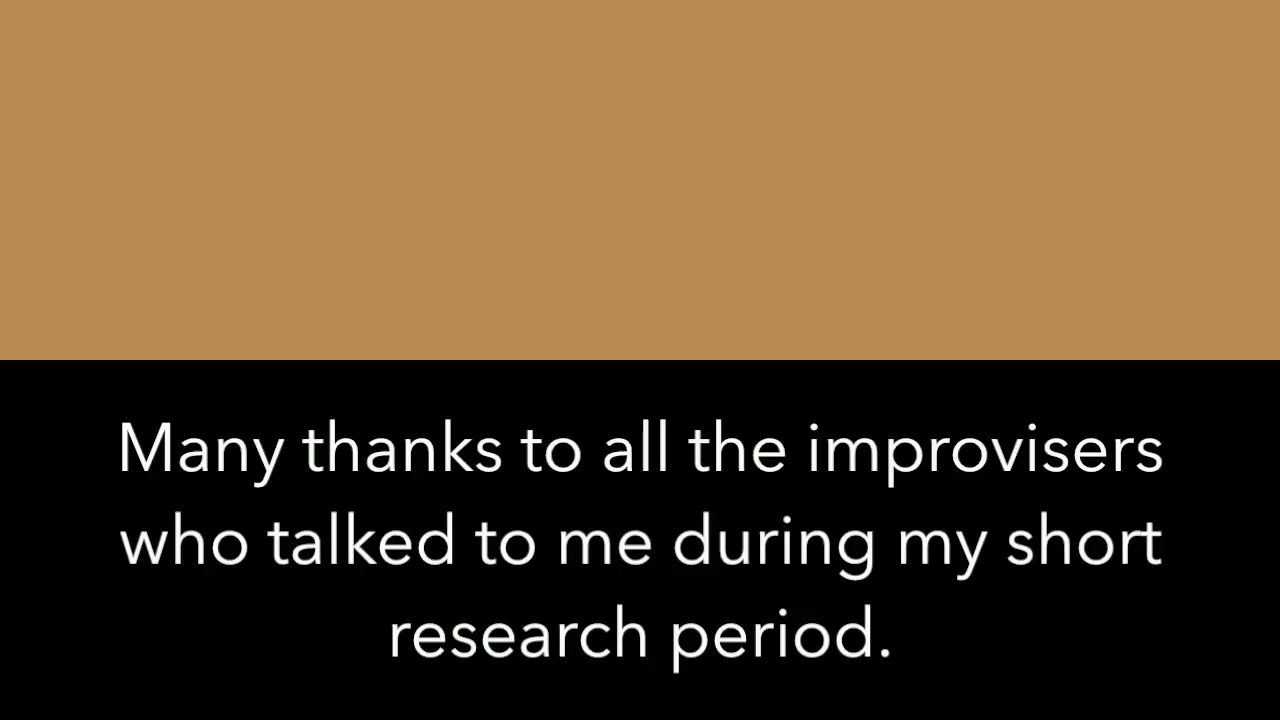 Many thanks to all the improvisers
who talked to me during my short
research period.